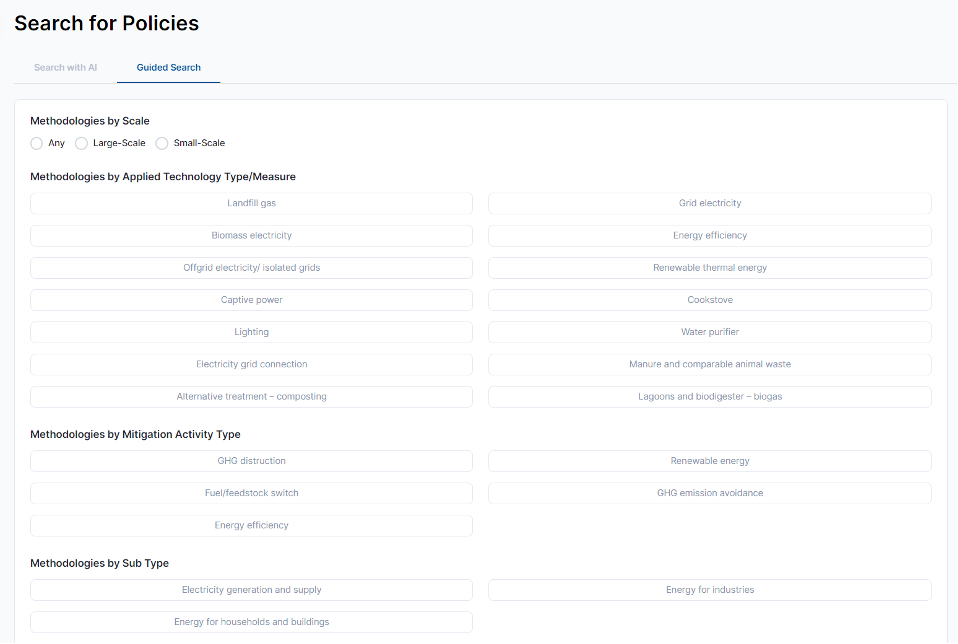 Search for Policies
Search with AI
Guided Search
Methodologies by Scale
Any
Large-Scale
Small-Scale
Methodologies by Applied Technology Type/Measure
Landfill gas
Grid electricity
Biomass electricity
Energy efficiency
Offgrid electricity/ isolated grids
Renewable thermal energy
Captive power
Cookstove
Lighting
Water purifier
Electricity grid connection
Manure and comparable animal waste
Alternative treatment – composting
Lagoons and biodigester – biogas
Methodologies by Mitigation Activity Type
GHG distruction
Renewable energy
Fuel/feedstock switch
GHG emission avoidance
Energy efficiency
Methodologies by Sub Type
Electricity generation and supply
Energy for industries
Energy for households and buildings